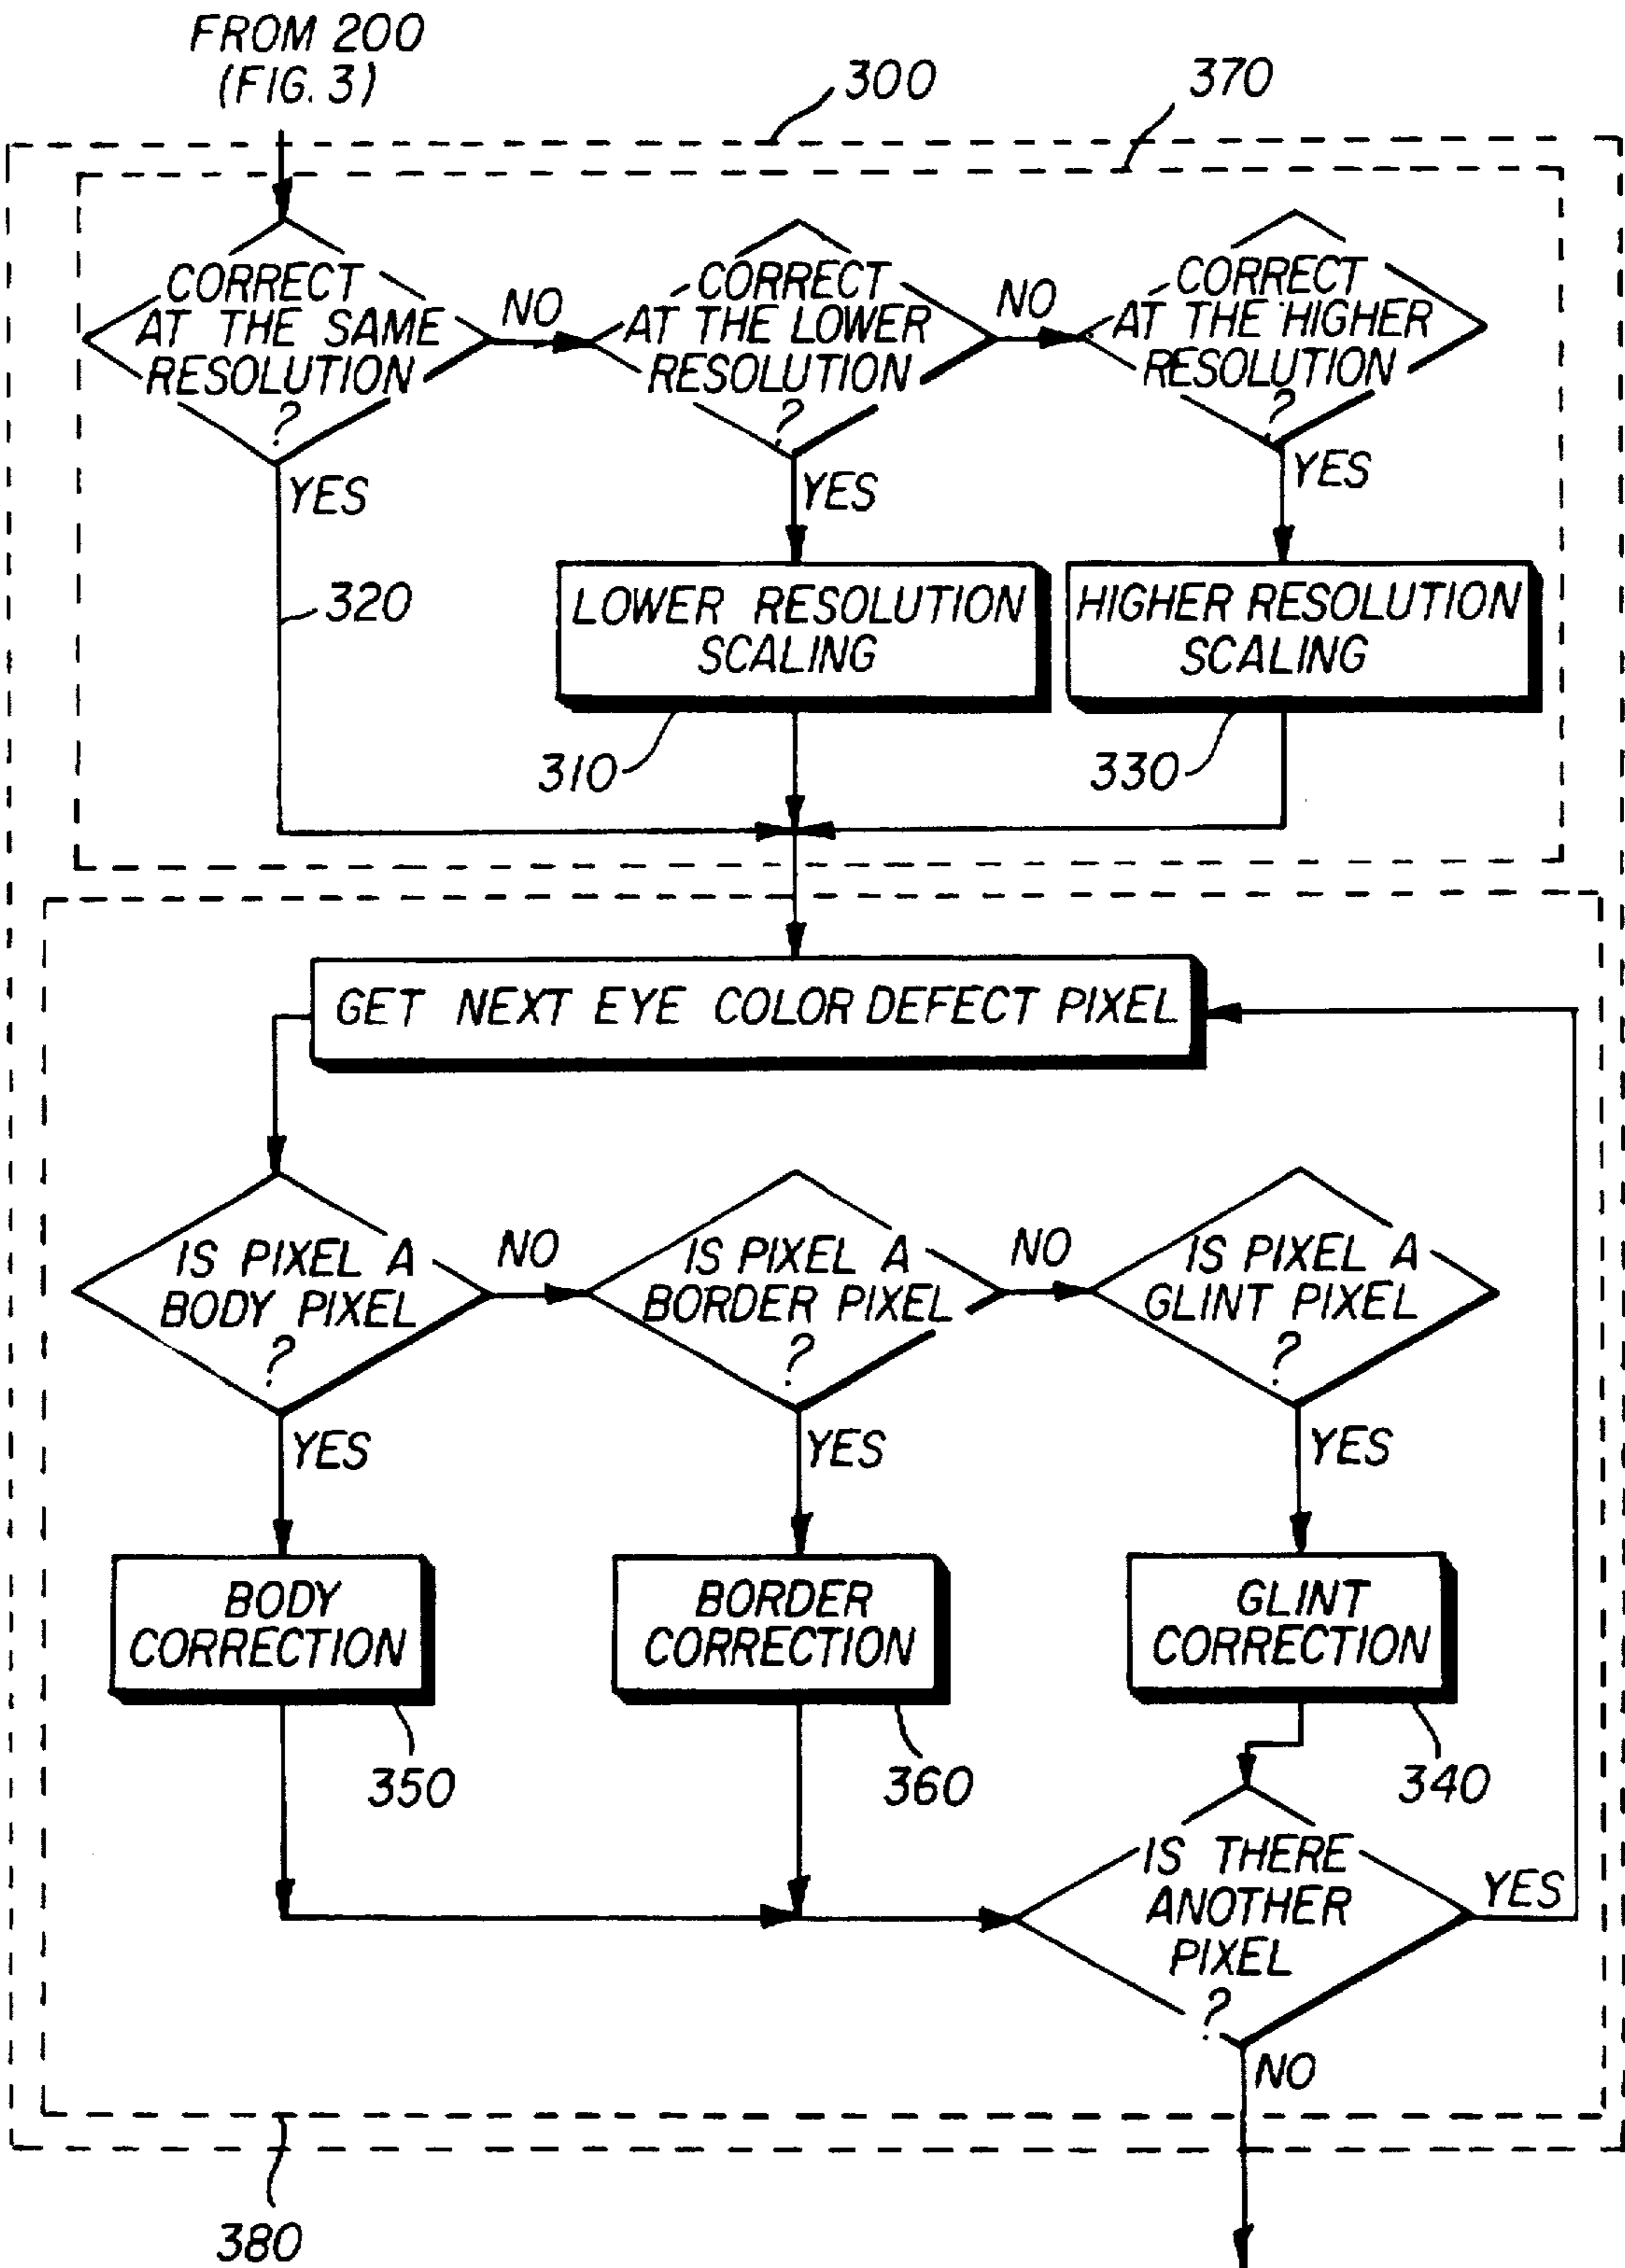 FROM 200
(FIG. 3)
300
370
CORRECT
AT THE SAME
RESOLUTION
?
NO
CORRECT
AT THE LOWER
RESOLUTION
?
NO
CORRECT
AT THE HIGHER
RESOLUTION
?
YES
YES
YES
320
LOWER RESOLUTION
SCALING
HIGHER RESOLUTION
SCALING
310
330
GET NEXT EYE COLOR DEFECT PIXEL
IS PIXEL A
BODY PIXEL
?
NO
IS PIXEL A
BORDER PIXEL
?
NO
IS PIXEL A
GLINT PIXEL
?
YES
YES
YES
BODY
CORRECTION
BORDER
CORRECTION
GLINT
CORRECTION
350
360
340
IS THERE
ANOTHER
PIXEL
?
YES
NO
380